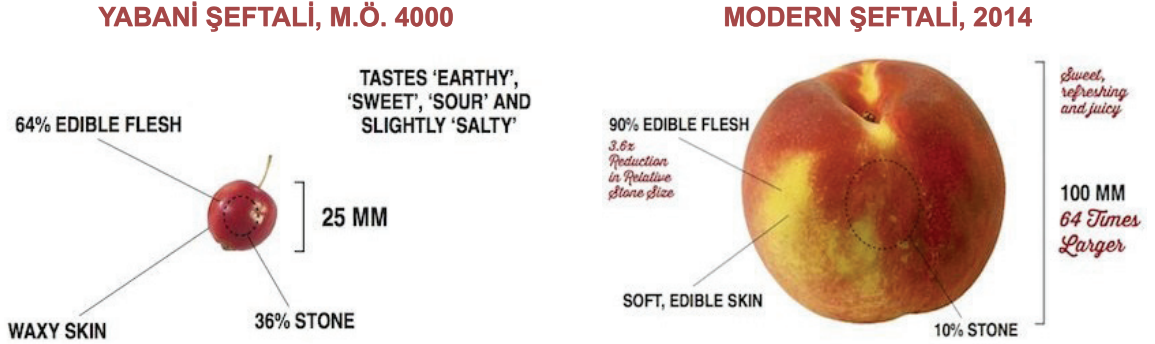 YABANİ ŞEFTALİ, M.Ö. 4000
TASTES ‘EARTHY’,
‘SWEET’, ‘SOUR’ AND
SLIGHTLY ‘SALTY’
64% EDIBLE FLESH
25 MM
WAXY SKIN
36% STONE
MODERN ŞEFTALİ, 2014
Sweet,
refreshing
and juicy
90% EDIBLE FLESH
3.6x
Reduction
in Relative
Stone Size
100 MM
64 Times
Larger
SOFT, EDIBLE SKIN
10% STONE